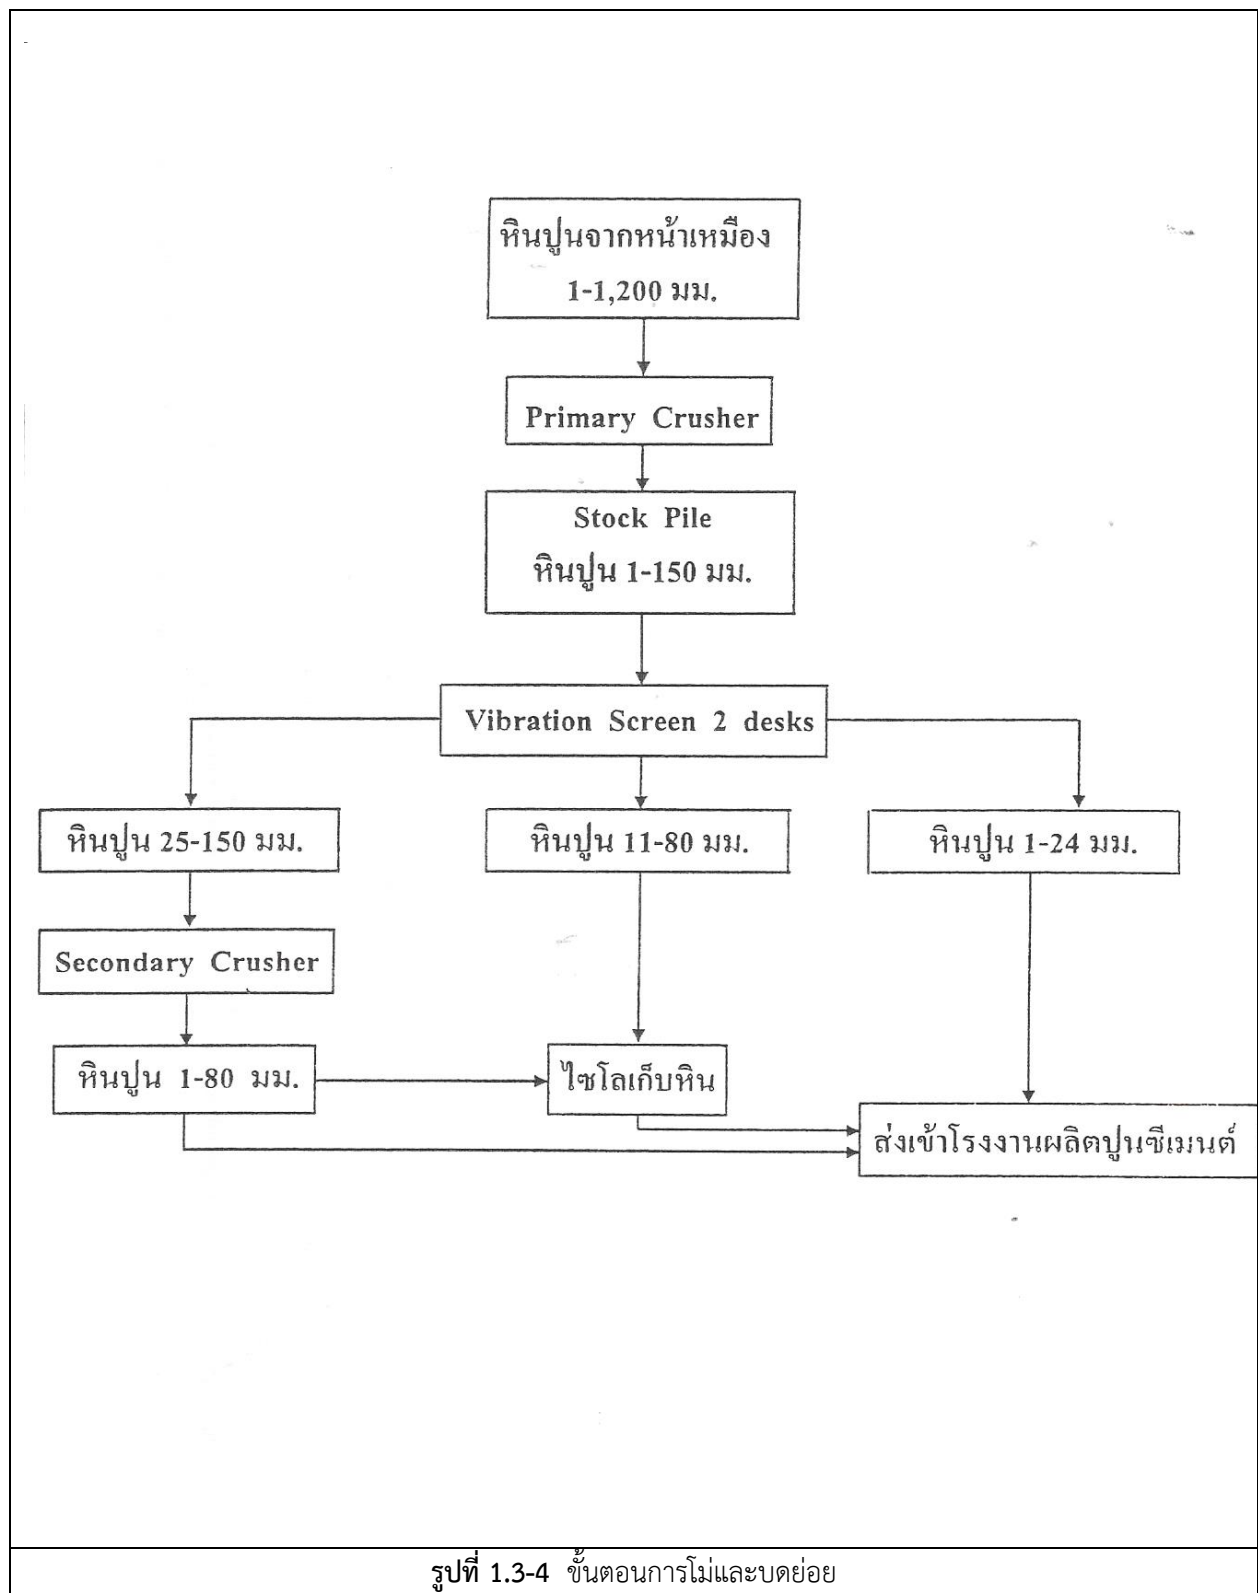 หินปูนจากหน้าเหมือง
1-1,200 มม.
Primary Crusher
Stock Pile
หินปูน 1-150 มม.
Vibration Screen 2 desks
หินปูน 25-150 มม.
หินปูน 11-80 มม.
หินปูน 1-24 มม.
Secondary Crusher
หินปูน 1-80 มม.
ไซโลเก็บหิน
ส่งเข้าโรงงานผลิตปูนซีเมนต์
รูปที่ 1.3-4 ขั้นตอนการโม่และบดย่อย